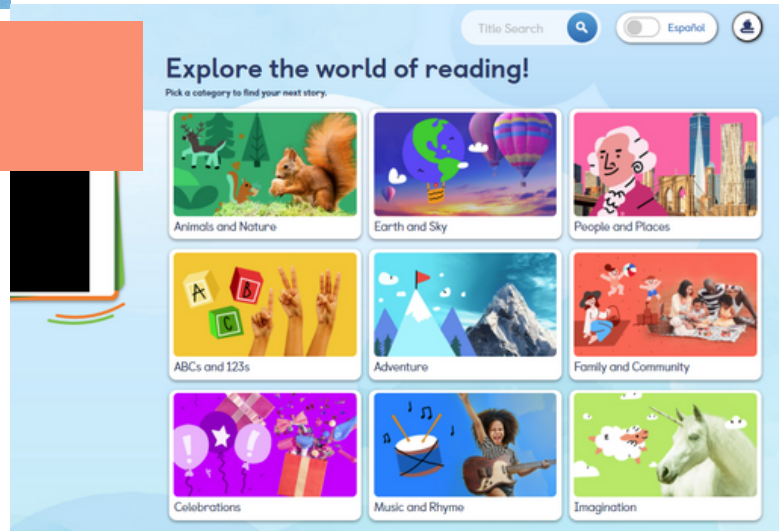 Title Search
Español
Explore the world of reading!
Pick a category to find your next story.
Animals and Nature
Earth and Sky
People and Places
A
B
C
ABCs and 123s
Adventure
Family and Community
Celebrations
Music and Rhyme
Imagination